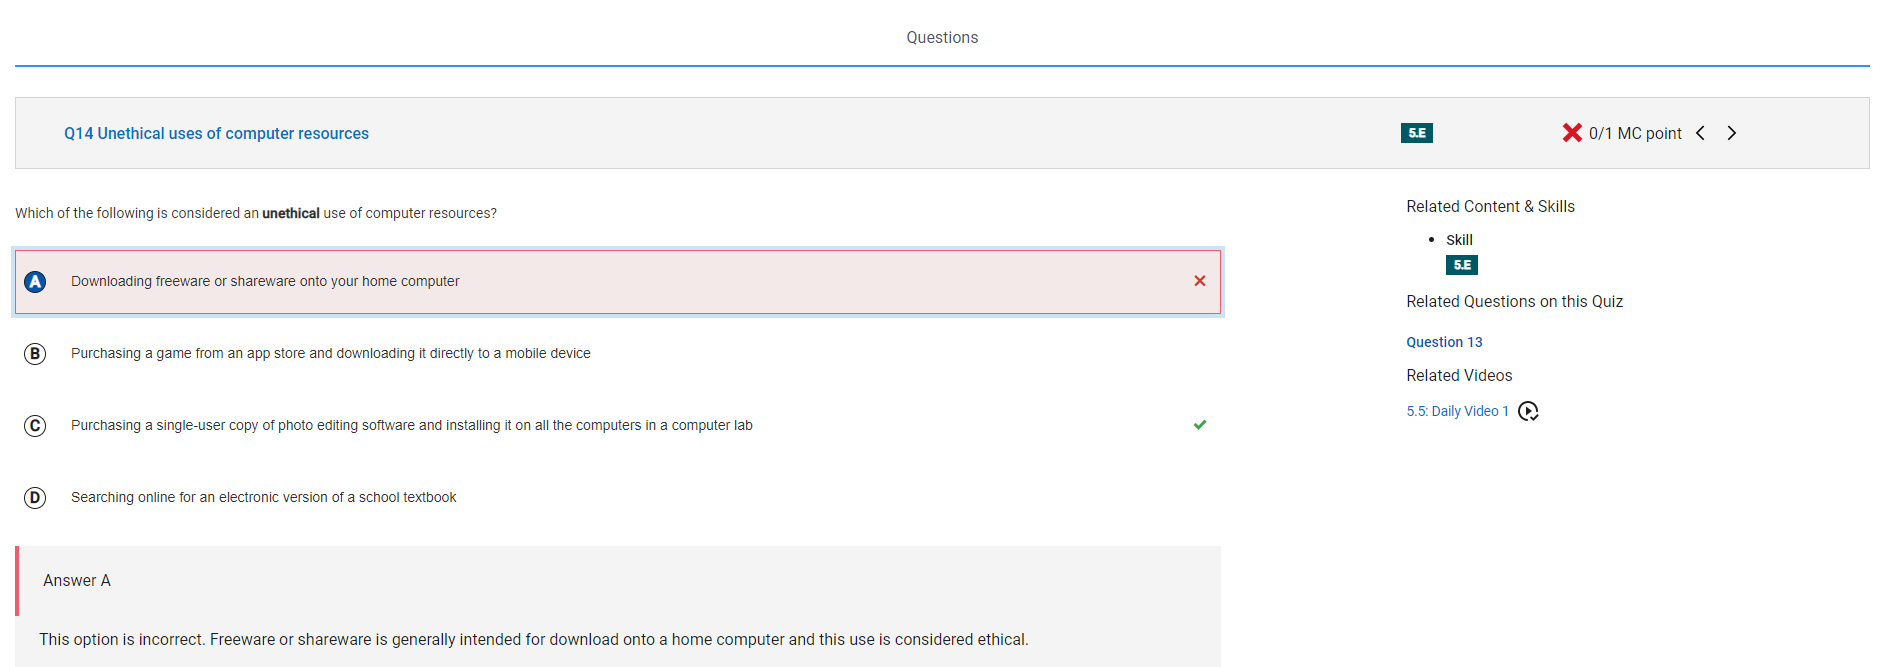 Questions
Q14 Unethical uses of computer resources
5.E
0/1 MC point
Which of the following is considered an unethical use of computer resources?
A
Downloading freeware or shareware onto your home computer
B
Purchasing a game from an app store and downloading it directly to a mobile device
C
Purchasing a single-user copy of photo editing software and installing it on all the computers in a computer lab
D
Searching online for an electronic version of a school textbook
Answer A
This option is incorrect. Freeware or shareware is generally intended for download onto a home computer and this use is considered ethical.
Related Content & Skills
• Skill
5.E
Related Questions on this Quiz
Question 13
Related Videos
5.5: Daily Video 1